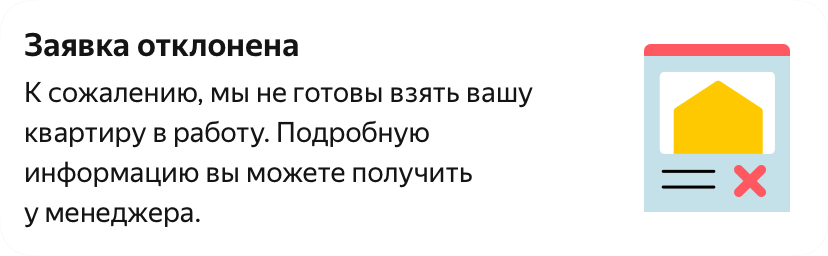 Заявка отклонена
К сожалению, мы не готовы взять вашу
квартиру в работу. Подробную
информацию вы можете получить
у менеджера.